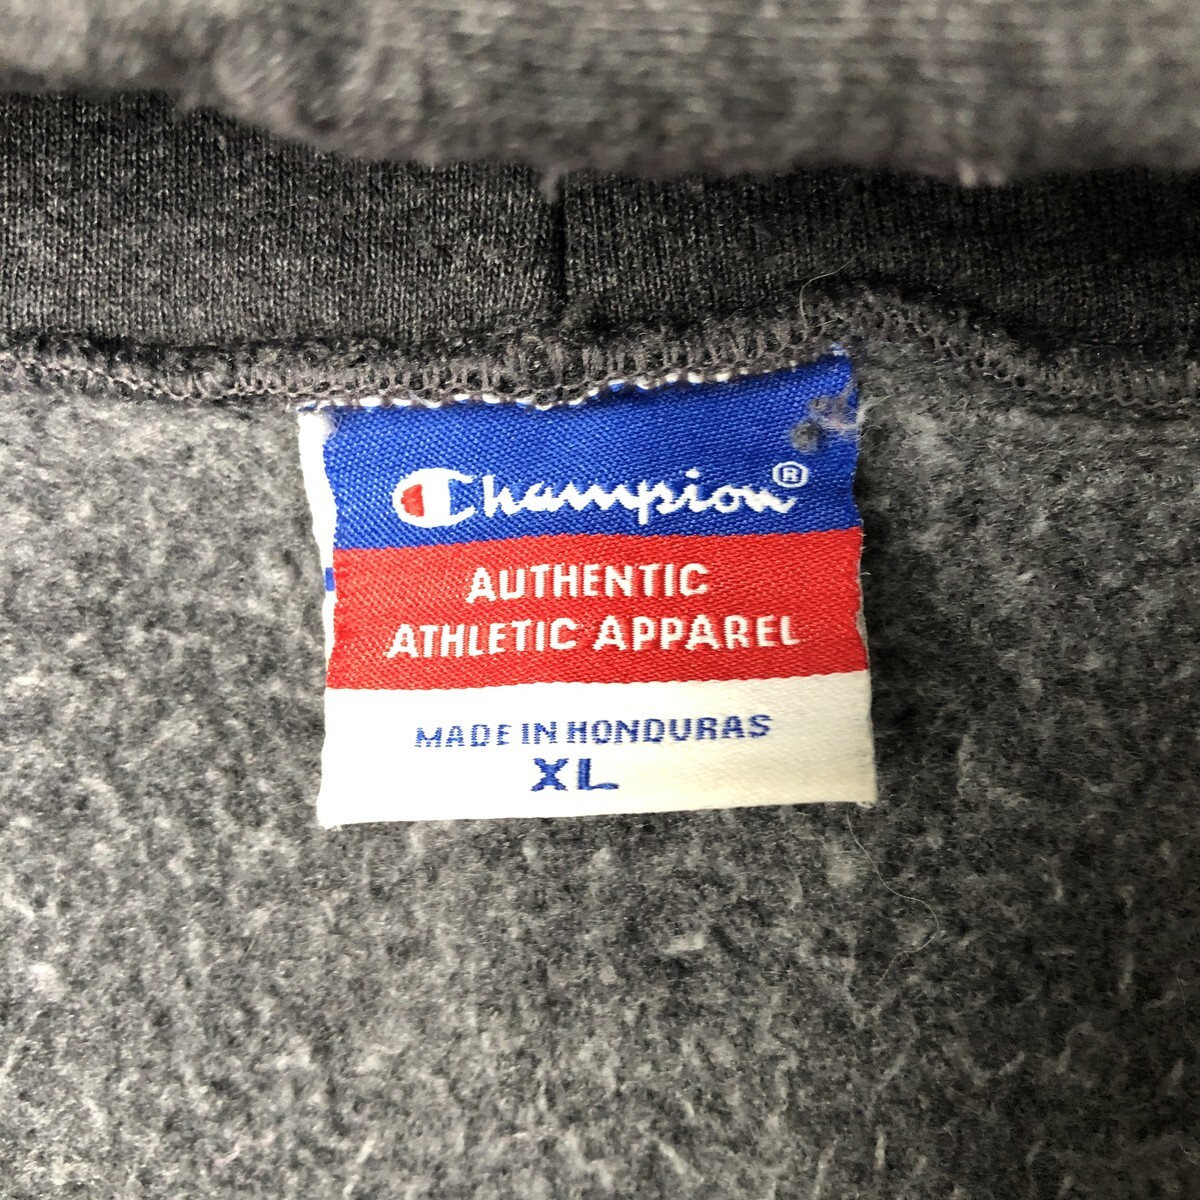 Champion®
AUTHENTIC
ATHLETIC APPAREL
MADE IN HONDURAS
XL